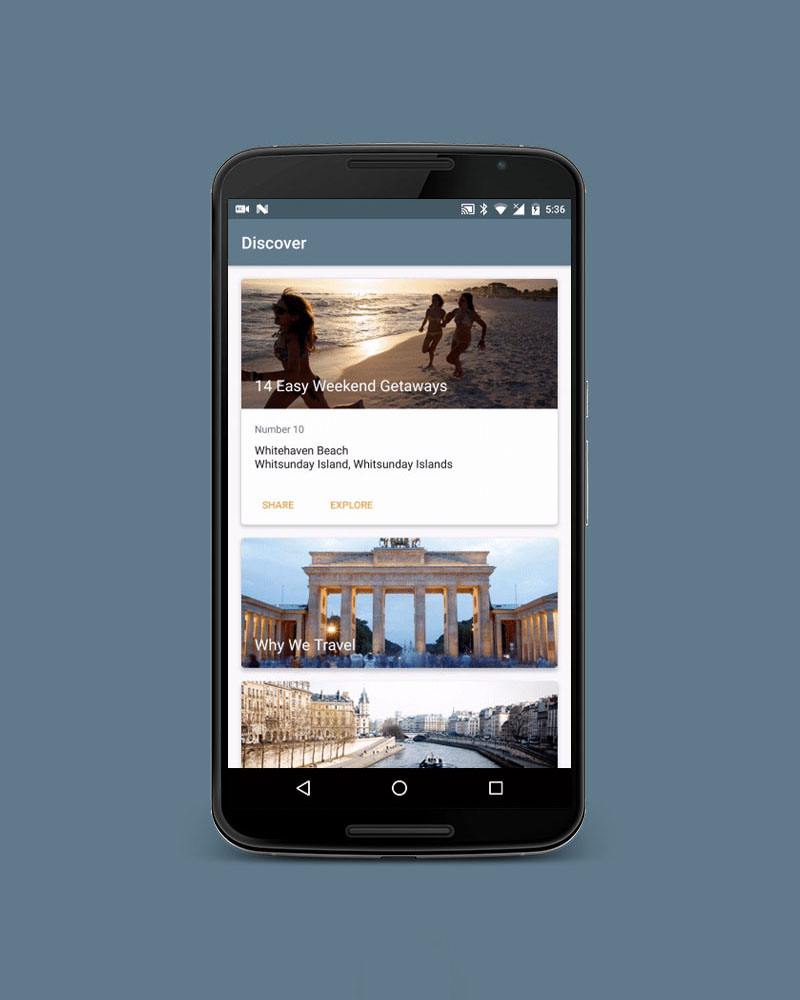 5:36
Discover
14 Easy Weekend Getaways
Number 10
Whitehaven Beach
Whitsunday Island, Whitsunday Islands
SHARE EXPLORE
Why We Travel